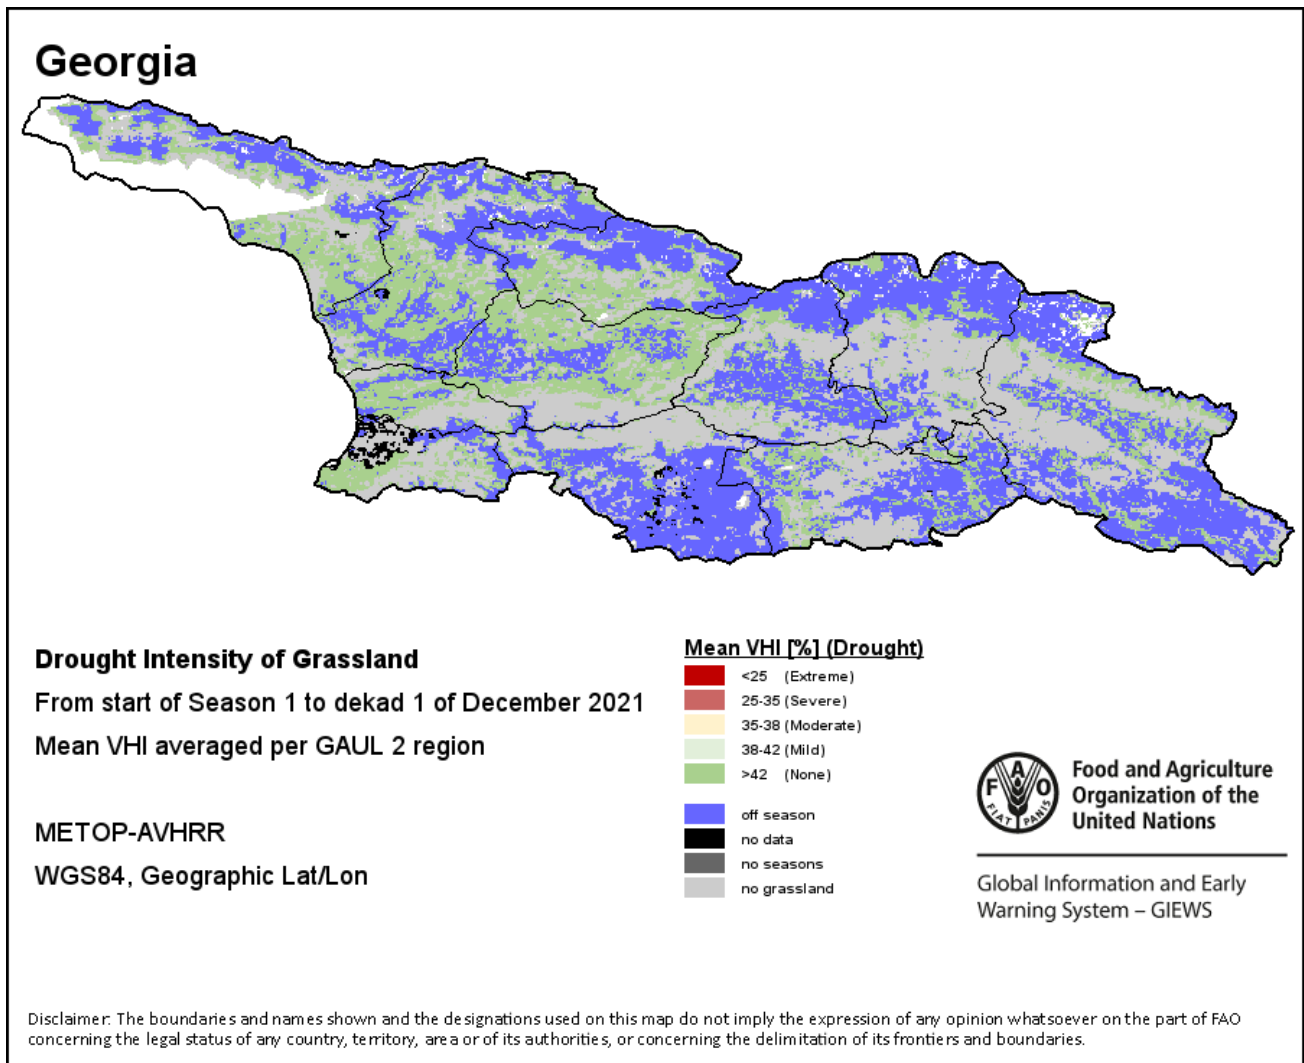 Georgia
Drought Intensity of Grassland
From start of Season 1 to dekad 1 of December 2021
Mean VHI averaged per GAUL 2 region
METOP-AVHRR
WGS84, Geographic Lat/Lon
Mean VHI [%] (Drought)
<25 (Extreme)
25-35 (Severe)
35-38 (Moderate)
38-42 (Mild)
>42 (None)
off season
no data
no seasons
no grassland
F A O
FIAT PANIS
Food and Agriculture
Organization of the
United Nations
Global Information and Early
Warning System – GIEWS
Disclaimer: The boundaries and names shown and the designations used on this map do not imply the expression of any opinion whatsoever on the part of FAO
concerning the legal status of any country, territory, area or of its authorities, or concerning the delimitation of its frontiers and boundaries.